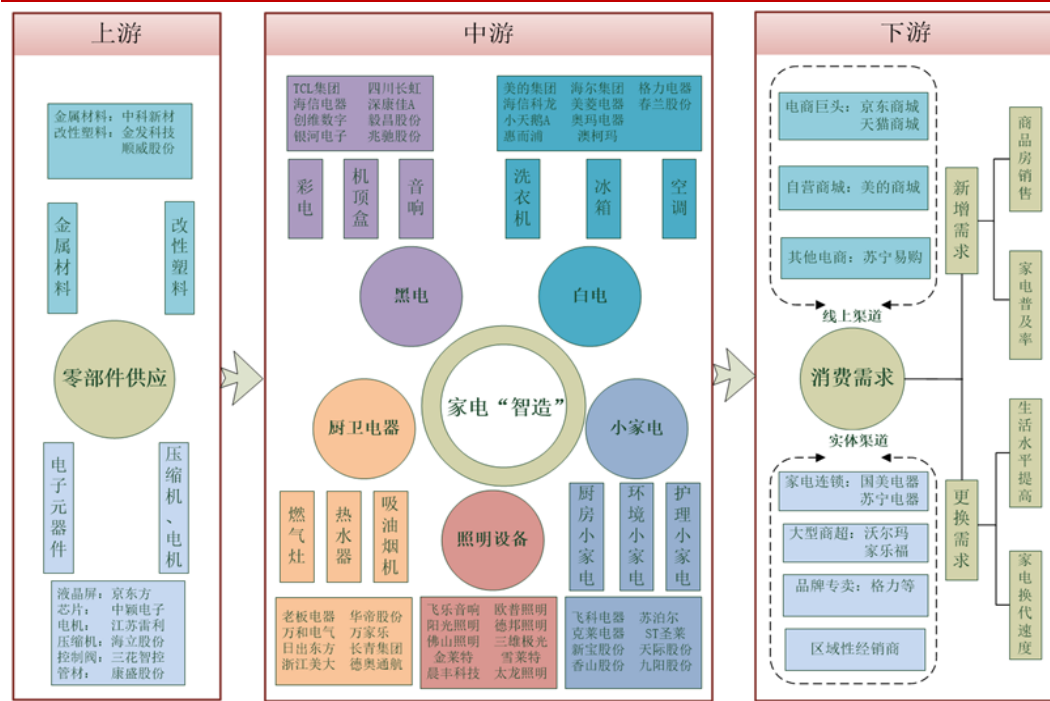 上游
金属材料：中科新材
改性塑料：金发科技
顺威股份
金属材料
改性塑料
零部件供应
电子元器件
压缩机、电机
液晶屏：京东方
芯片：中颖电子
电机：江苏雷利
压缩机：海立股份
控制阀：三花智控
管材：康盛股份
中游
TCL集团 四川长虹
海信电器 深康佳A
创维数字 毅昌股份
银河电子 兆驰股份
彩电
机顶盒
音响
黑电
美的集团 海尔集团 格力电器
海信科龙 美菱电器 春兰股份
小天鹅A 奥玛电器
惠而浦 澳柯玛
洗衣机
冰箱
空调
白电
家电“智造”
厨卫电器
燃气灶
热水器
吸油烟机
老板电器 华帝股份
万和电气 万家乐
日出东方 长青集团
浙江美大 德奥通航
照明设备
飞乐音响 欧普照明
阳光照明 德邦照明
佛山照明 三雄极光
金莱特 雪莱特
晨丰科技 太龙照明
小家电
厨房小家电
环境小家电
护理小家电
飞科电器 苏泊尔
克莱电器 ST圣莱
新宝股份 天际股份
香山股份 九阳股份
下游
电商巨头：京东商城
天猫商城
自营商城：美的商城
其他电商：苏宁易购
线上渠道
消费需求
实体渠道
家电连锁：国美电器
苏宁电器
大型商超：沃尔玛
家乐福
品牌专卖：格力等
区域性经销商
新增需求
商品房销售
家电普及率
更换需求
生活水平提高
家电换代速度